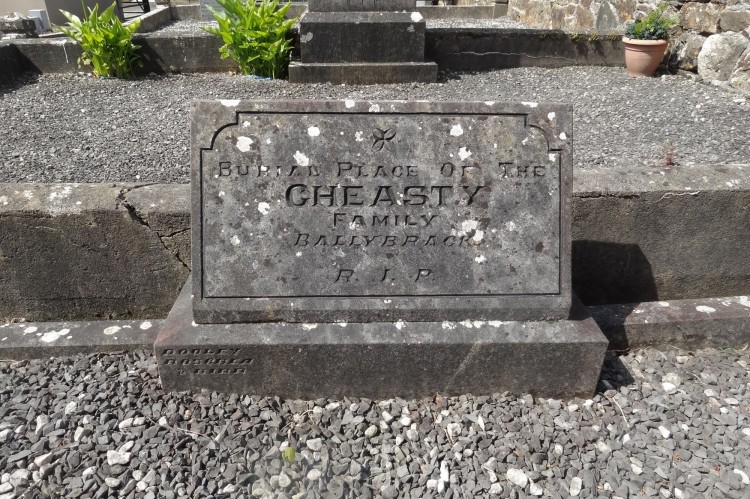 BURIAL PLACE OF THE
CHEASTY
FAMILY
BALLYBRACK
R.I.P.